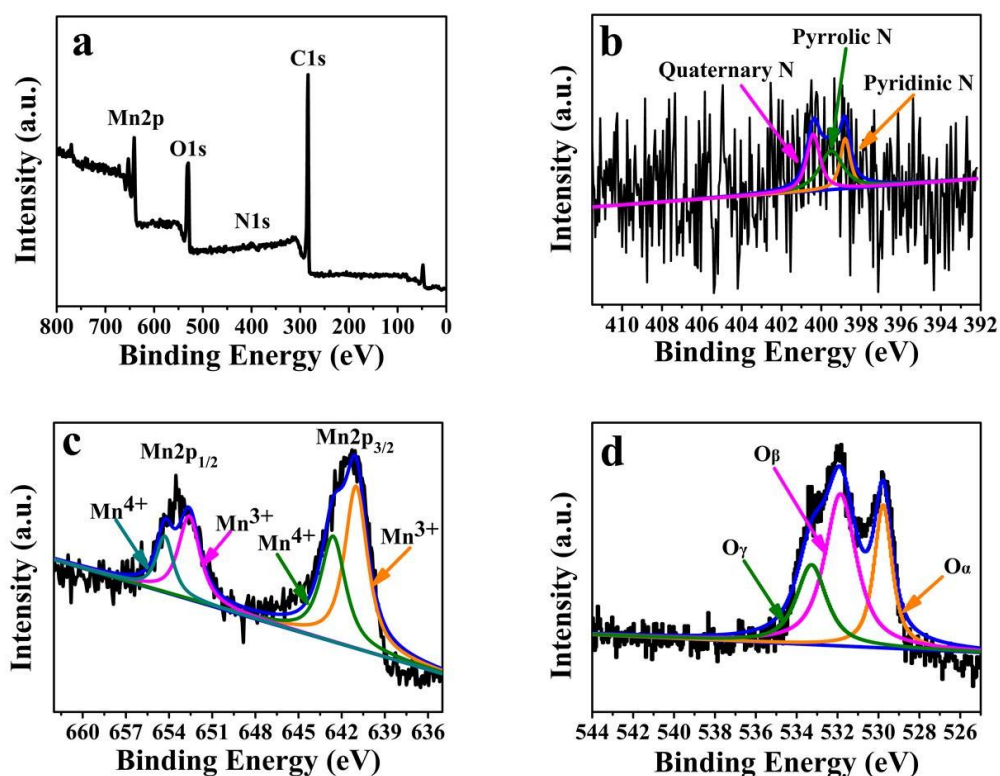 a
C1s
Mn2p
O1s
N1s
Intensity (a.u.)
800 700 600 500 400 300 200 100 0
Binding Energy (eV)
b
Pyrrolic N
Quaternary N
Pyridinic N
Intensity (a.u.)
410 408 406 404 402 400 398 396 394 392
Binding Energy (eV)
c
Mn2p3/2
Mn2p1/2
Mn4+
Mn3+
Mn4+
Mn3+
Intensity (a.u.)
660 657 654 651 648 645 642 639 636
Binding Energy (eV)
d
Oβ
Oγ
Oα
Intensity (a.u.)
544 542 540 538 536 534 532 530 528 526
Binding Energy (eV)